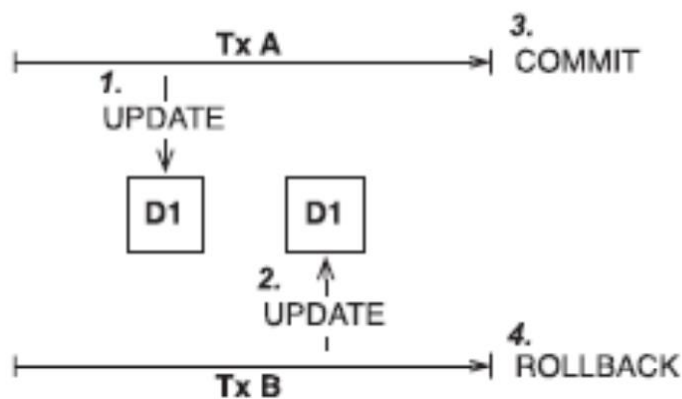 Tx A
3.
COMMIT
1.
UPDATE
D1
D1
2.
UPDATE
4.
ROLLBACK
Tx B